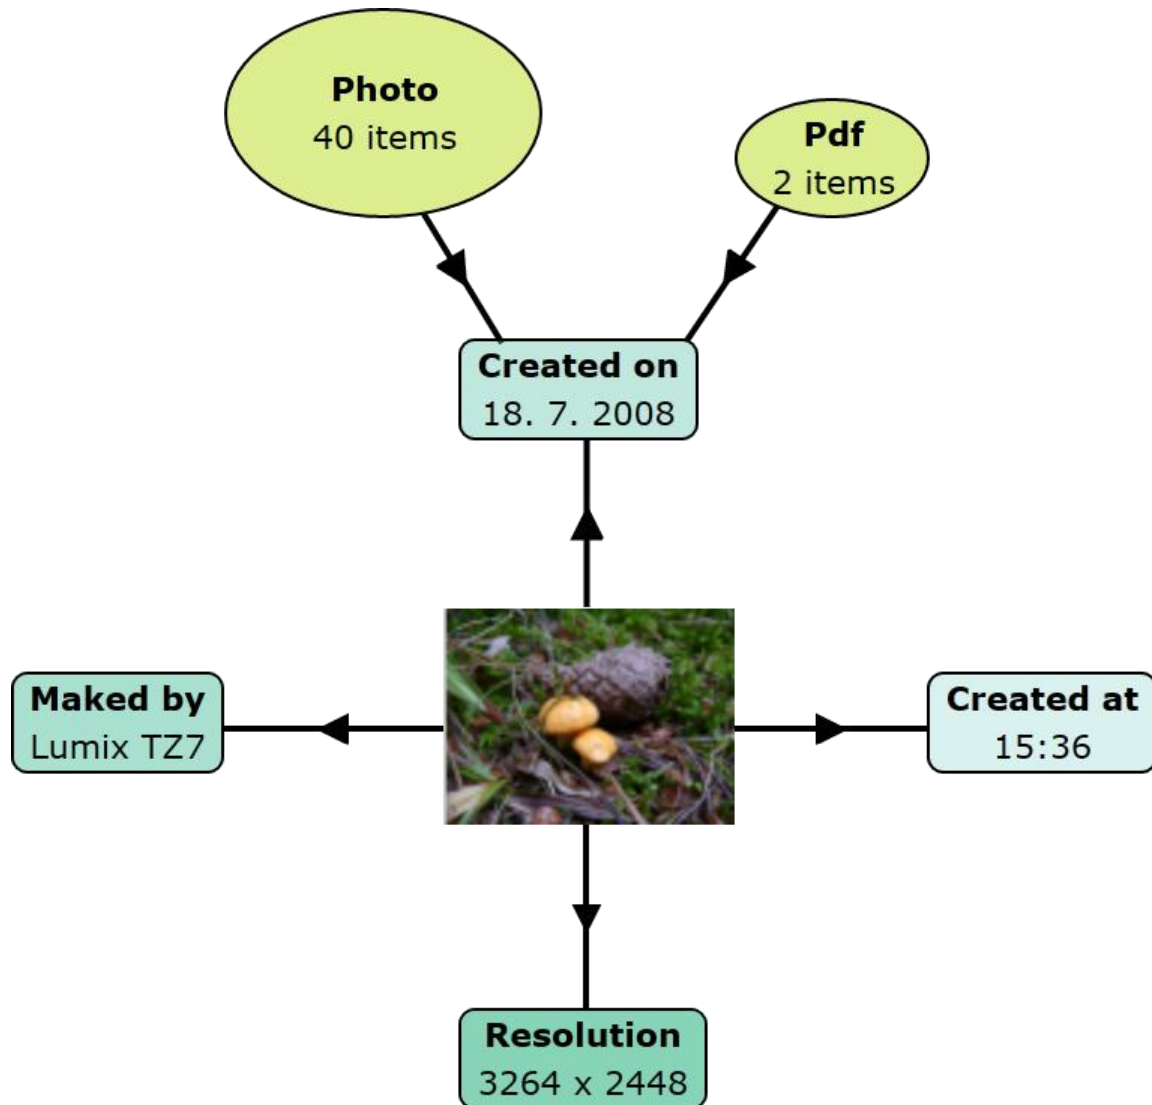 Photo
40 items
Pdf
2 items
Created on
18. 7. 2008
Maked by
Lumix TZ7
Created at
15:36
Resolution
3264 x 2448